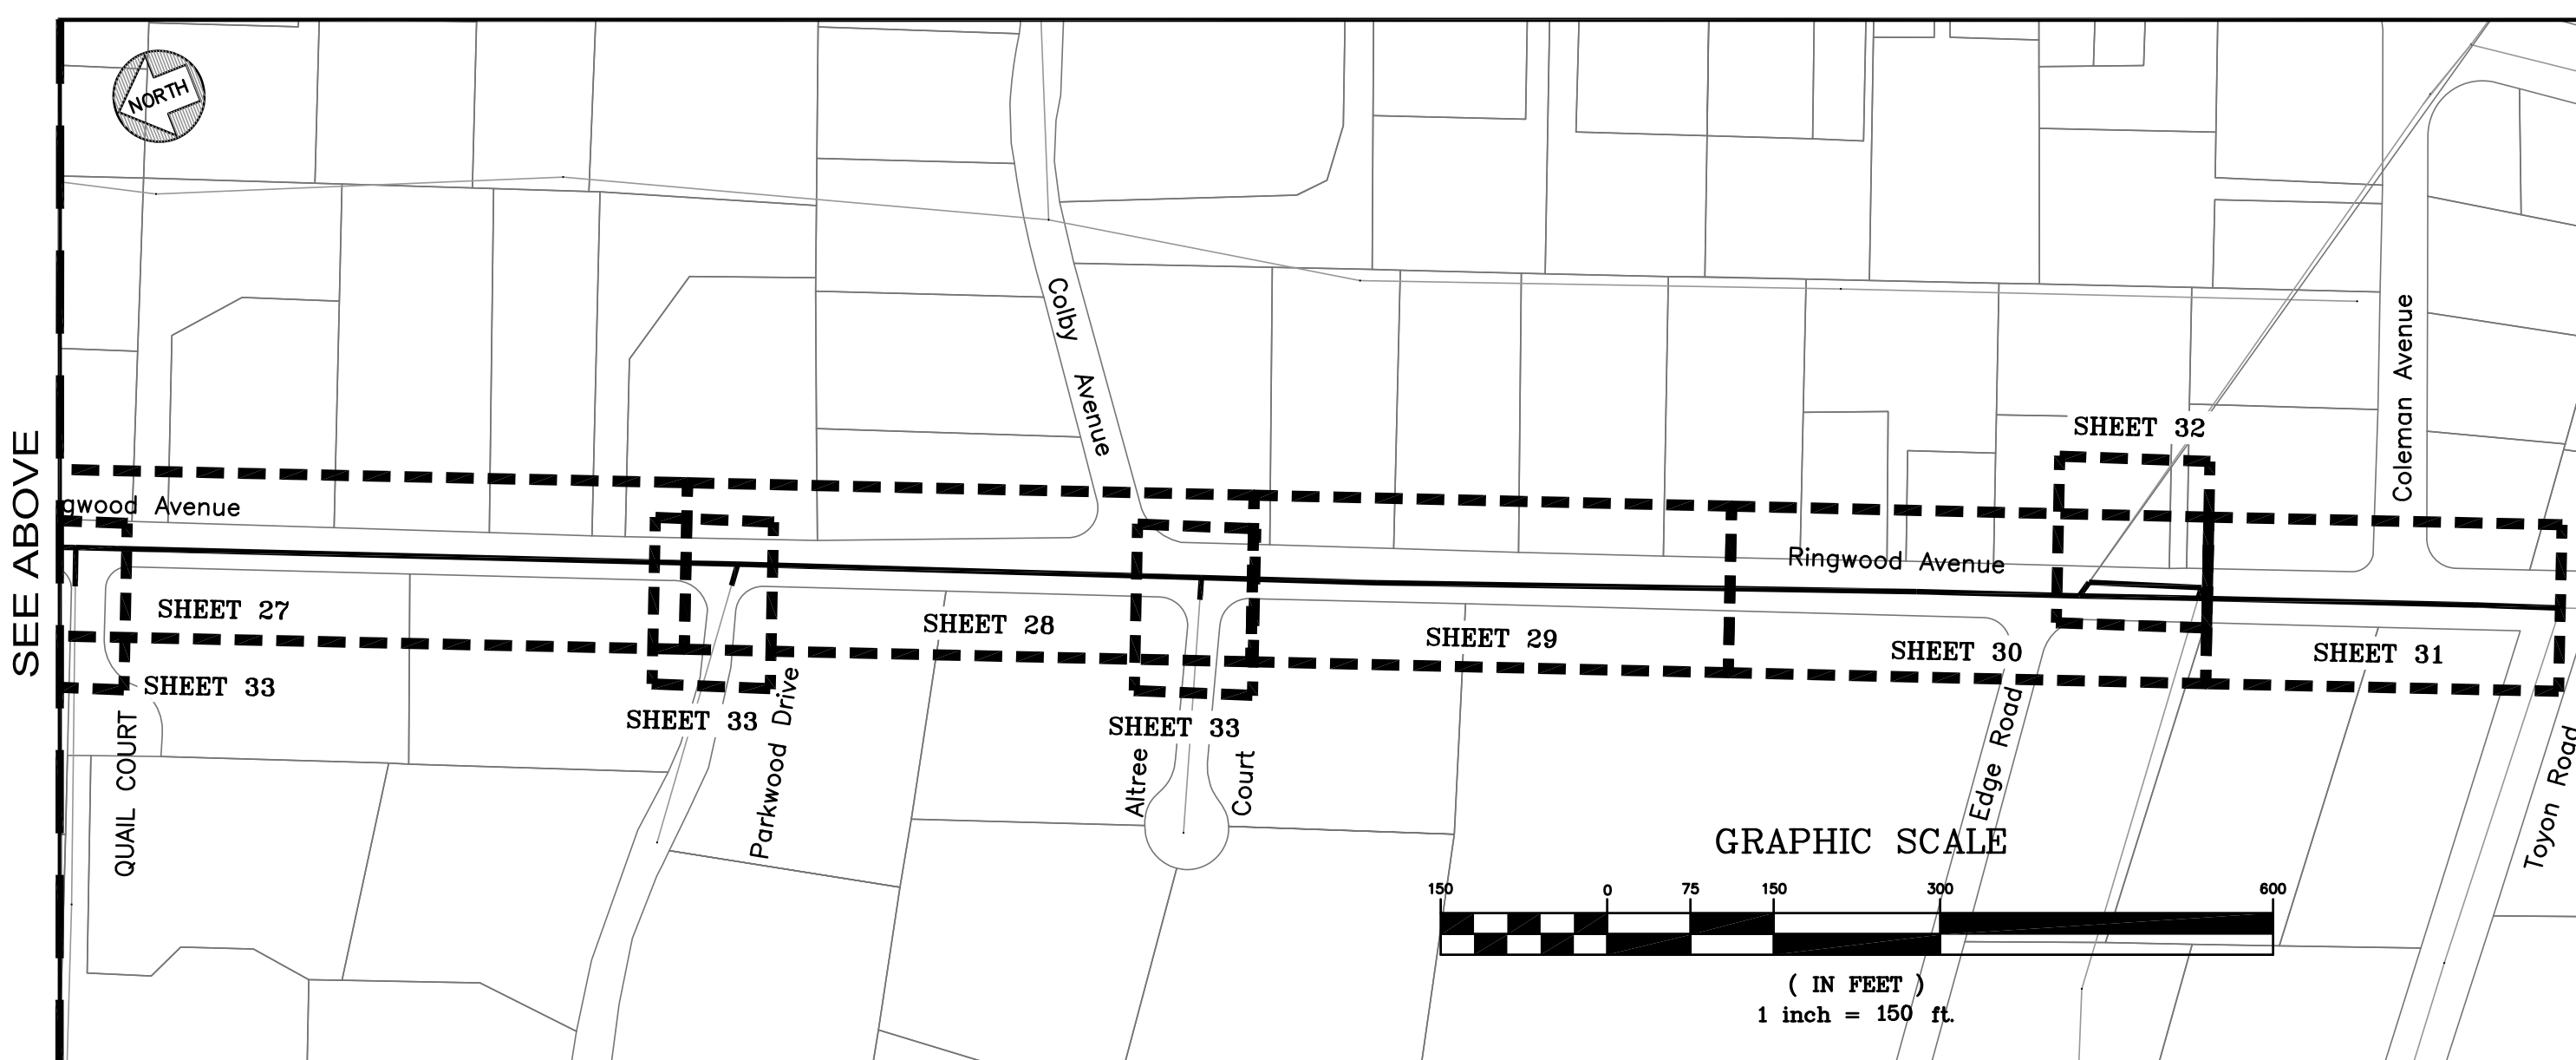 NORTH
SEE ABOVE
Colby Avenue
Coleman Avenue
SHEET 32
gwood Avenue
Ringwood Avenue
SHEET 27
SHEET 28
SHEET 29
SHEET 30
SHEET 31
SHEET 33
SHEET 33
SHEET 33
QUAIL COURT
Parkwood Drive
Altree Court
Edge Road
Toyon Road
GRAPHIC SCALE
150 0 75 150 300 600
( IN FEET )
1 inch = 150 ft.